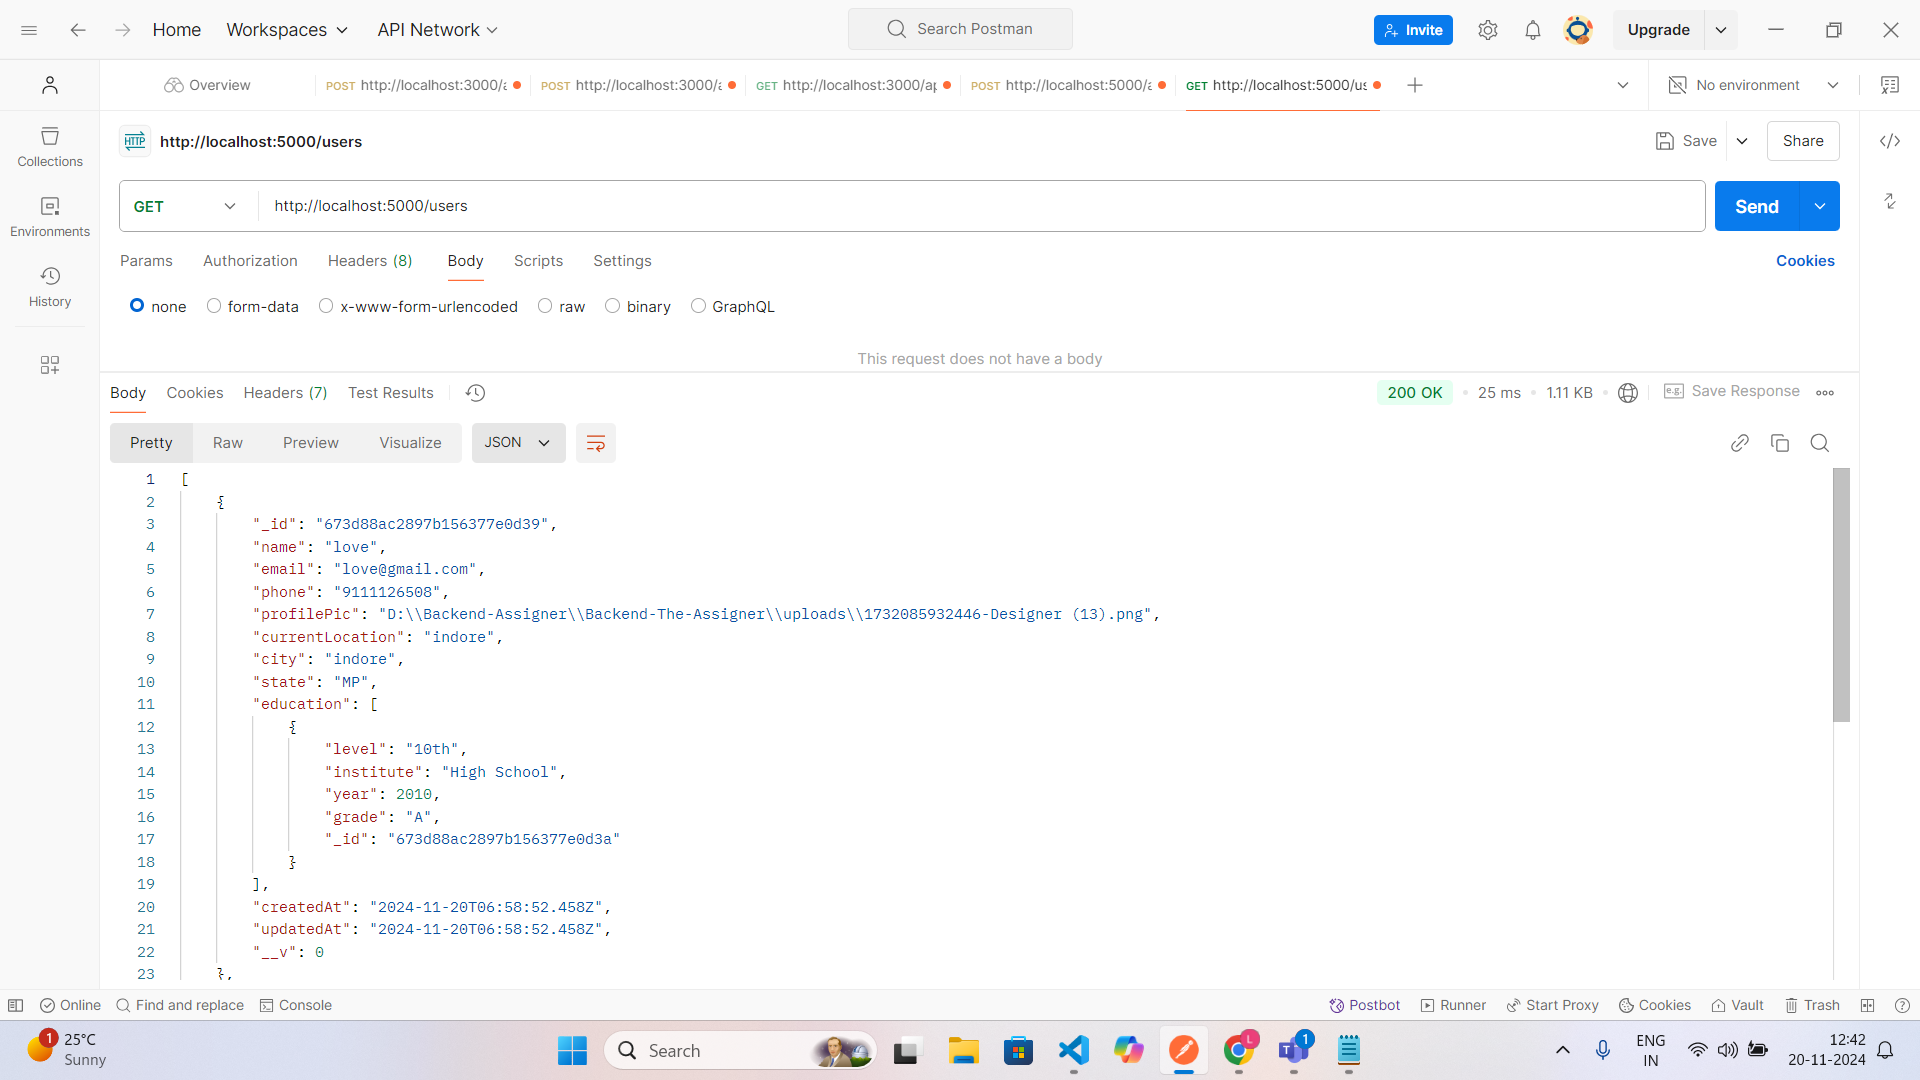 Home Workspaces API Network Search Postman Invite Upgrade
Overview POST http://localhost:3000/a POST http://localhost:3000/a GET http://localhost:3000/ap POST http://localhost:5000/a GET http://localhost:5000/us No environment
HTTP http://localhost:5000/users Save Share
Collections
GET http://localhost:5000/users Send
Environments
Params Authorization Headers (8) Body Scripts Settings Cookies
History
none form-data x-www-form-urlencoded raw binary GraphQL
This request does not have a body
Body Cookies Headers (7) Test Results 200 OK 25 ms 1.11 KB e.g. Save Response
Pretty Raw Preview Visualize JSON
1 [
2 {
3 "_id": "673d88ac2897b156377e0d39",
4 "name": "love",
5 "email": "love@gmail.com",
6 "phone": "9111126508",
7 "profilePic": "D:\\Backend-Assigner\\Backend-The-Assigner\\uploads\\1732085932446-Designer (13).png",
8 "currentLocation": "indore",
9 "city": "indore",
10 "state": "MP",
11 "education": [
12 {
13 "level": "10th",
14 "institute": "High School",
15 "year": 2010,
16 "grade": "A",
17 "_id": "673d88ac2897b156377e0d3a"
18 }
19 ],
20 "createdAt": "2024-11-20T06:58:52.458Z",
21 "updatedAt": "2024-11-20T06:58:52.458Z",
22 "__v": 0
23 },
Online Find and replace Console Postbot Runner Start Proxy Cookies Vault Trash
1 25°C
Sunny
Search
L
1
ENG
IN
12:42
20-11-2024